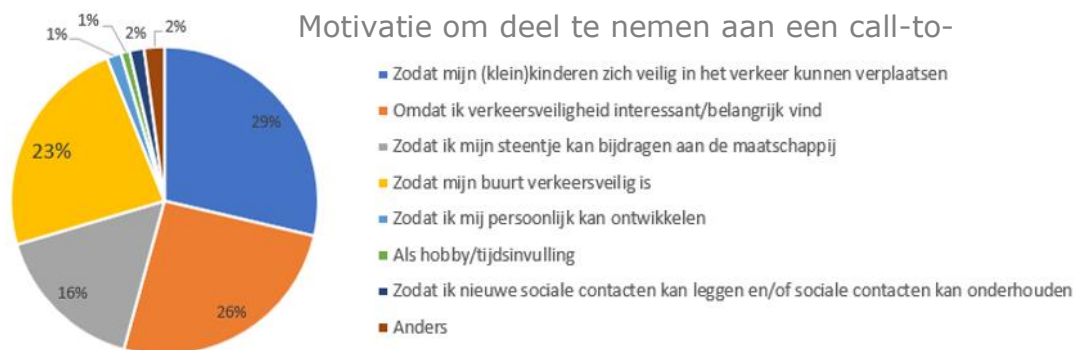 Motivatie om deel te nemen aan een call-to-
1%
1%
2%
2%
29%
26%
16%
23%
Zodat mijn (klein)kinderen zich veilig in het verkeer kunnen verplaatsen
Omdat ik verkeersveiligheid interessant/belangrijk vind
Zodat ik mijn steentje kan bijdragen aan de maatschappij
Zodat mijn buurt verkeersveilig is
Zodat ik mij persoonlijk kan ontwikkelen
Als hobby/tijdsinvulling
Zodat ik nieuwe sociale contacten kan leggen en/of sociale contacten kan onderhouden
Anders